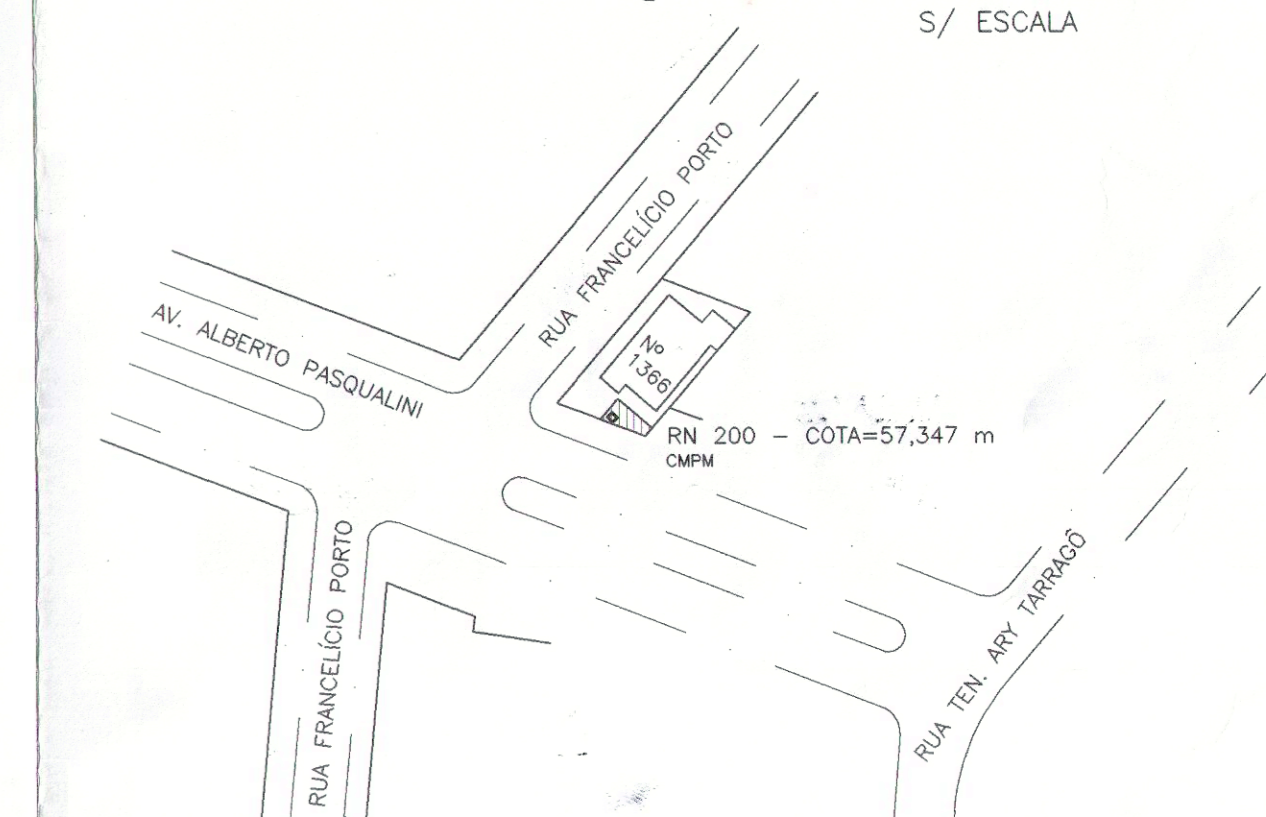 S/ ESCALA
RUA FRANCELÍCIO PORTO
AV. ALBERTO PASQUALINI
Nº
1366
RN 200 - COTA=57,347 m
CMPM
RUA FRANCELÍCIO PORTO
RUA TEN. ARY TARRAGÔ